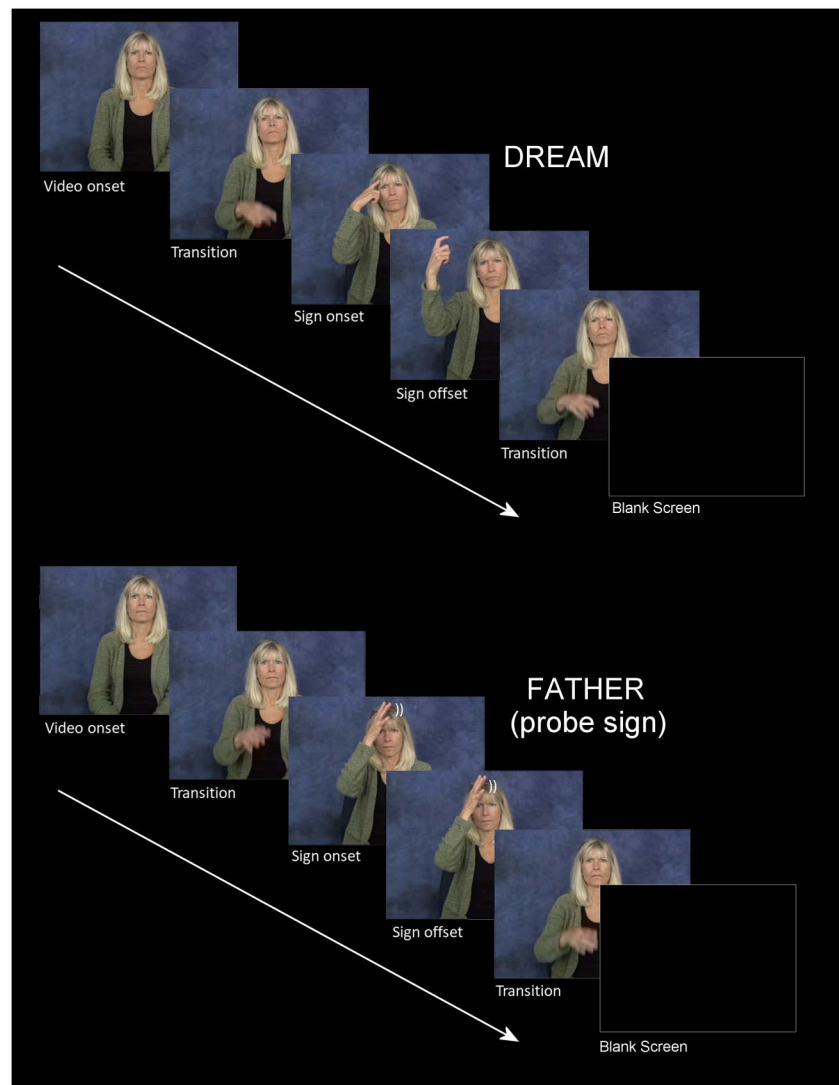 DREAM
Video onset
Transition
Sign onset
Sign offset
Transition
Blank Screen
FATHER
(probe sign)
Video onset
Transition
))
Sign onset
))
Sign offset
Transition
Blank Screen